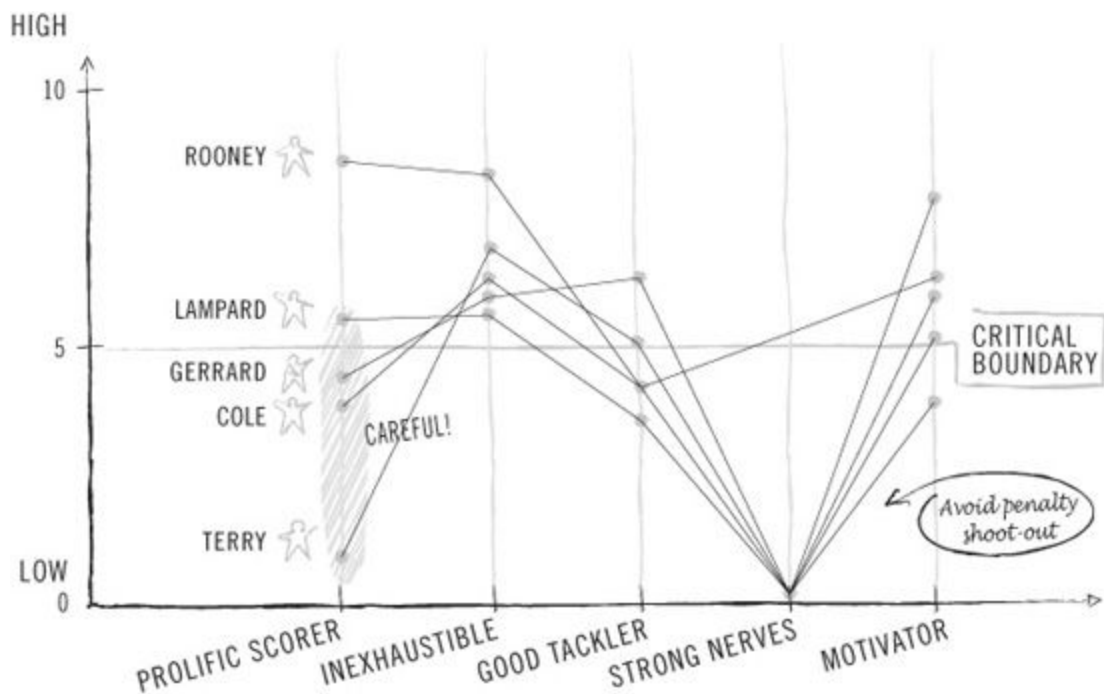 HIGH
10
ROONEY
LAMPARD
5
CRITICAL
BOUNDARY
GERRARD
COLE
CAREFUL!
Avoid penalty
shoot-out
TERRY
LOW
0
PROLIFIC SCORER
INEXHAUSTIBLE
GOOD TACKLER
STRONG NERVES
MOTIVATOR